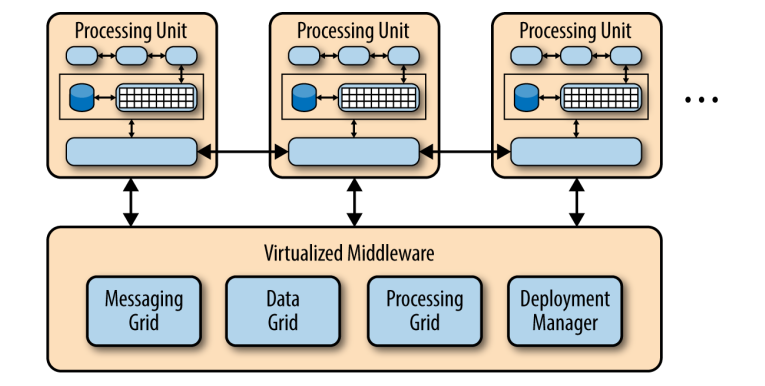 Processing Unit
Processing Unit
Processing Unit
...
Virtualized Middleware
Messaging
Grid
Data
Grid
Processing
Grid
Deployment
Manager